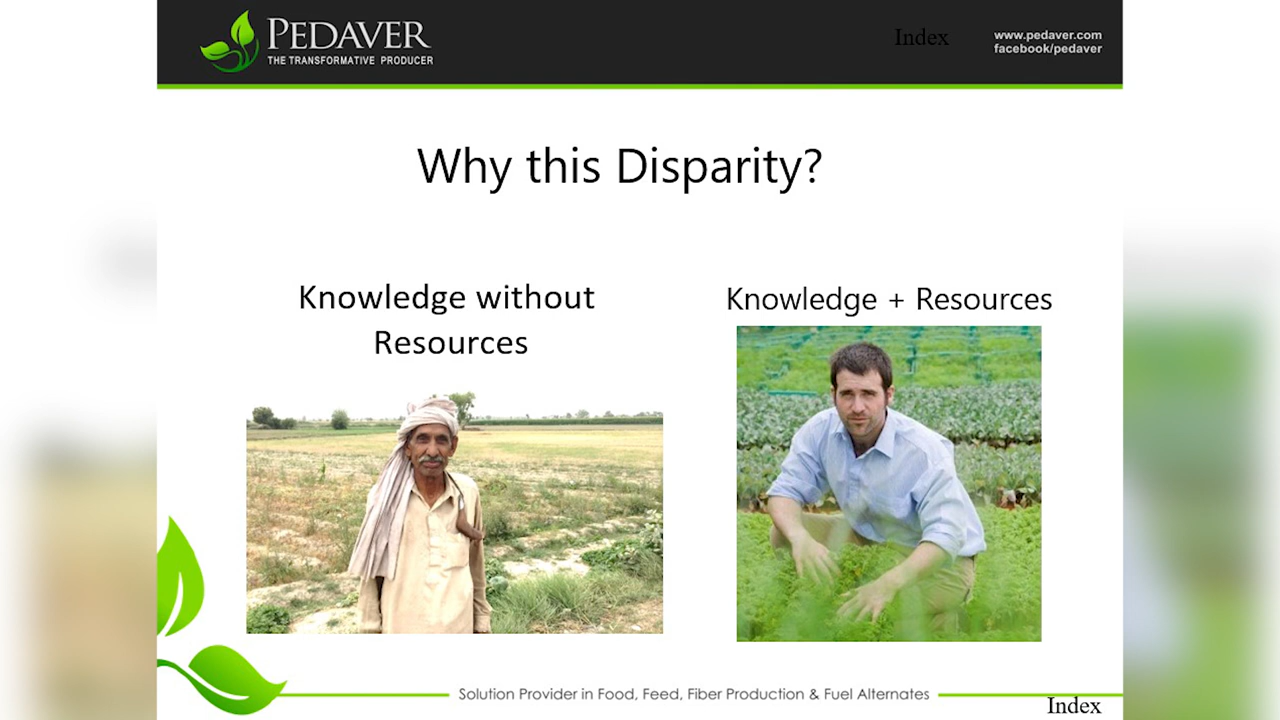 PEDAVER
THE TRANSFORMATIVE PRODUCER
Index
www.pedaver.com
facebook/pedaver
Why this Disparity?
Knowledge without
Resources
Knowledge + Resources
Solution Provider in Food, Feed, Fiber Production & Fuel Alternates
Index